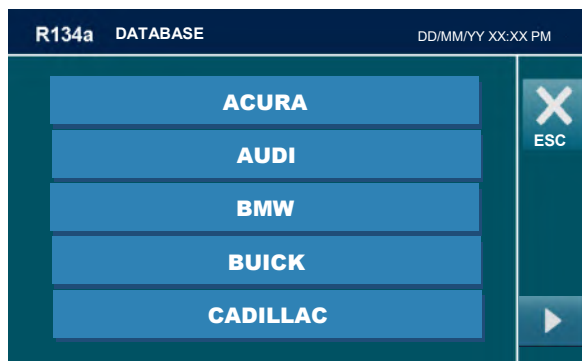 R134a DATABASE DD/MM/YY XX:XX PM
ACURA
ESC
AUDI
BMW
BUICK
CADILLAC